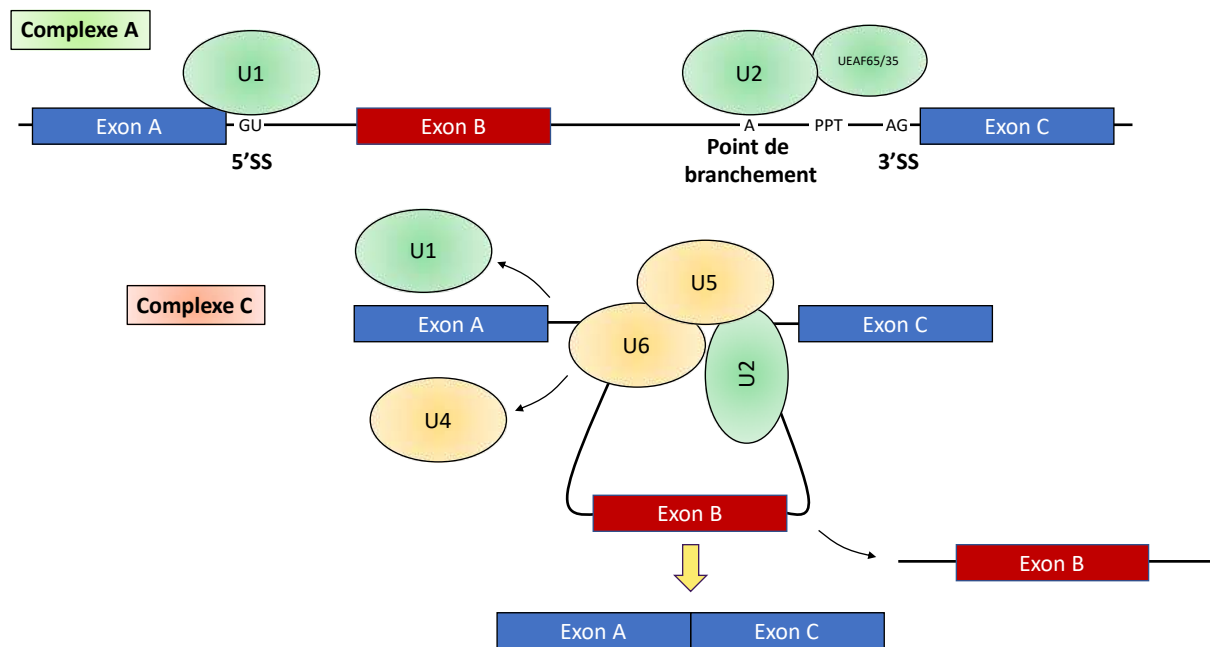 Complexe A
U1
U2
UEAF65/35
Exon A
GU
Exon B
A
PPT
AG
Exon C
5'SS
Point de
branchement
3'SS
U1
U5
Complexe C
Exon A
U6
U2
Exon C
U4
Exon B
Exon B
Exon A
Exon C